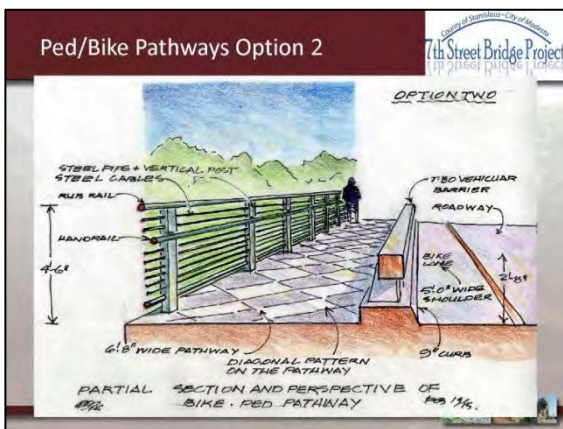 Ped/Bike Pathways Option 2
County of Stanislaus - City of Modesto
7th Street Bridge Project
OPTION TWO
STEEL PIPE + VERTICAL POST
STEEL CABLES
RUB RAIL
HANDRAIL
4'-6"
T-80 VEHICULAR
BARRIER
ROADWAY
BIKE
LANE
5'.0" WIDE
SHOULDER
2'-8"
6'.8" WIDE PATHWAY
DIAGONAL PATTERN
ON THE PATHWAY
9" CURB
PARTIAL SECTION AND PERSPECTIVE OF
BIKE - PED PATHWAY